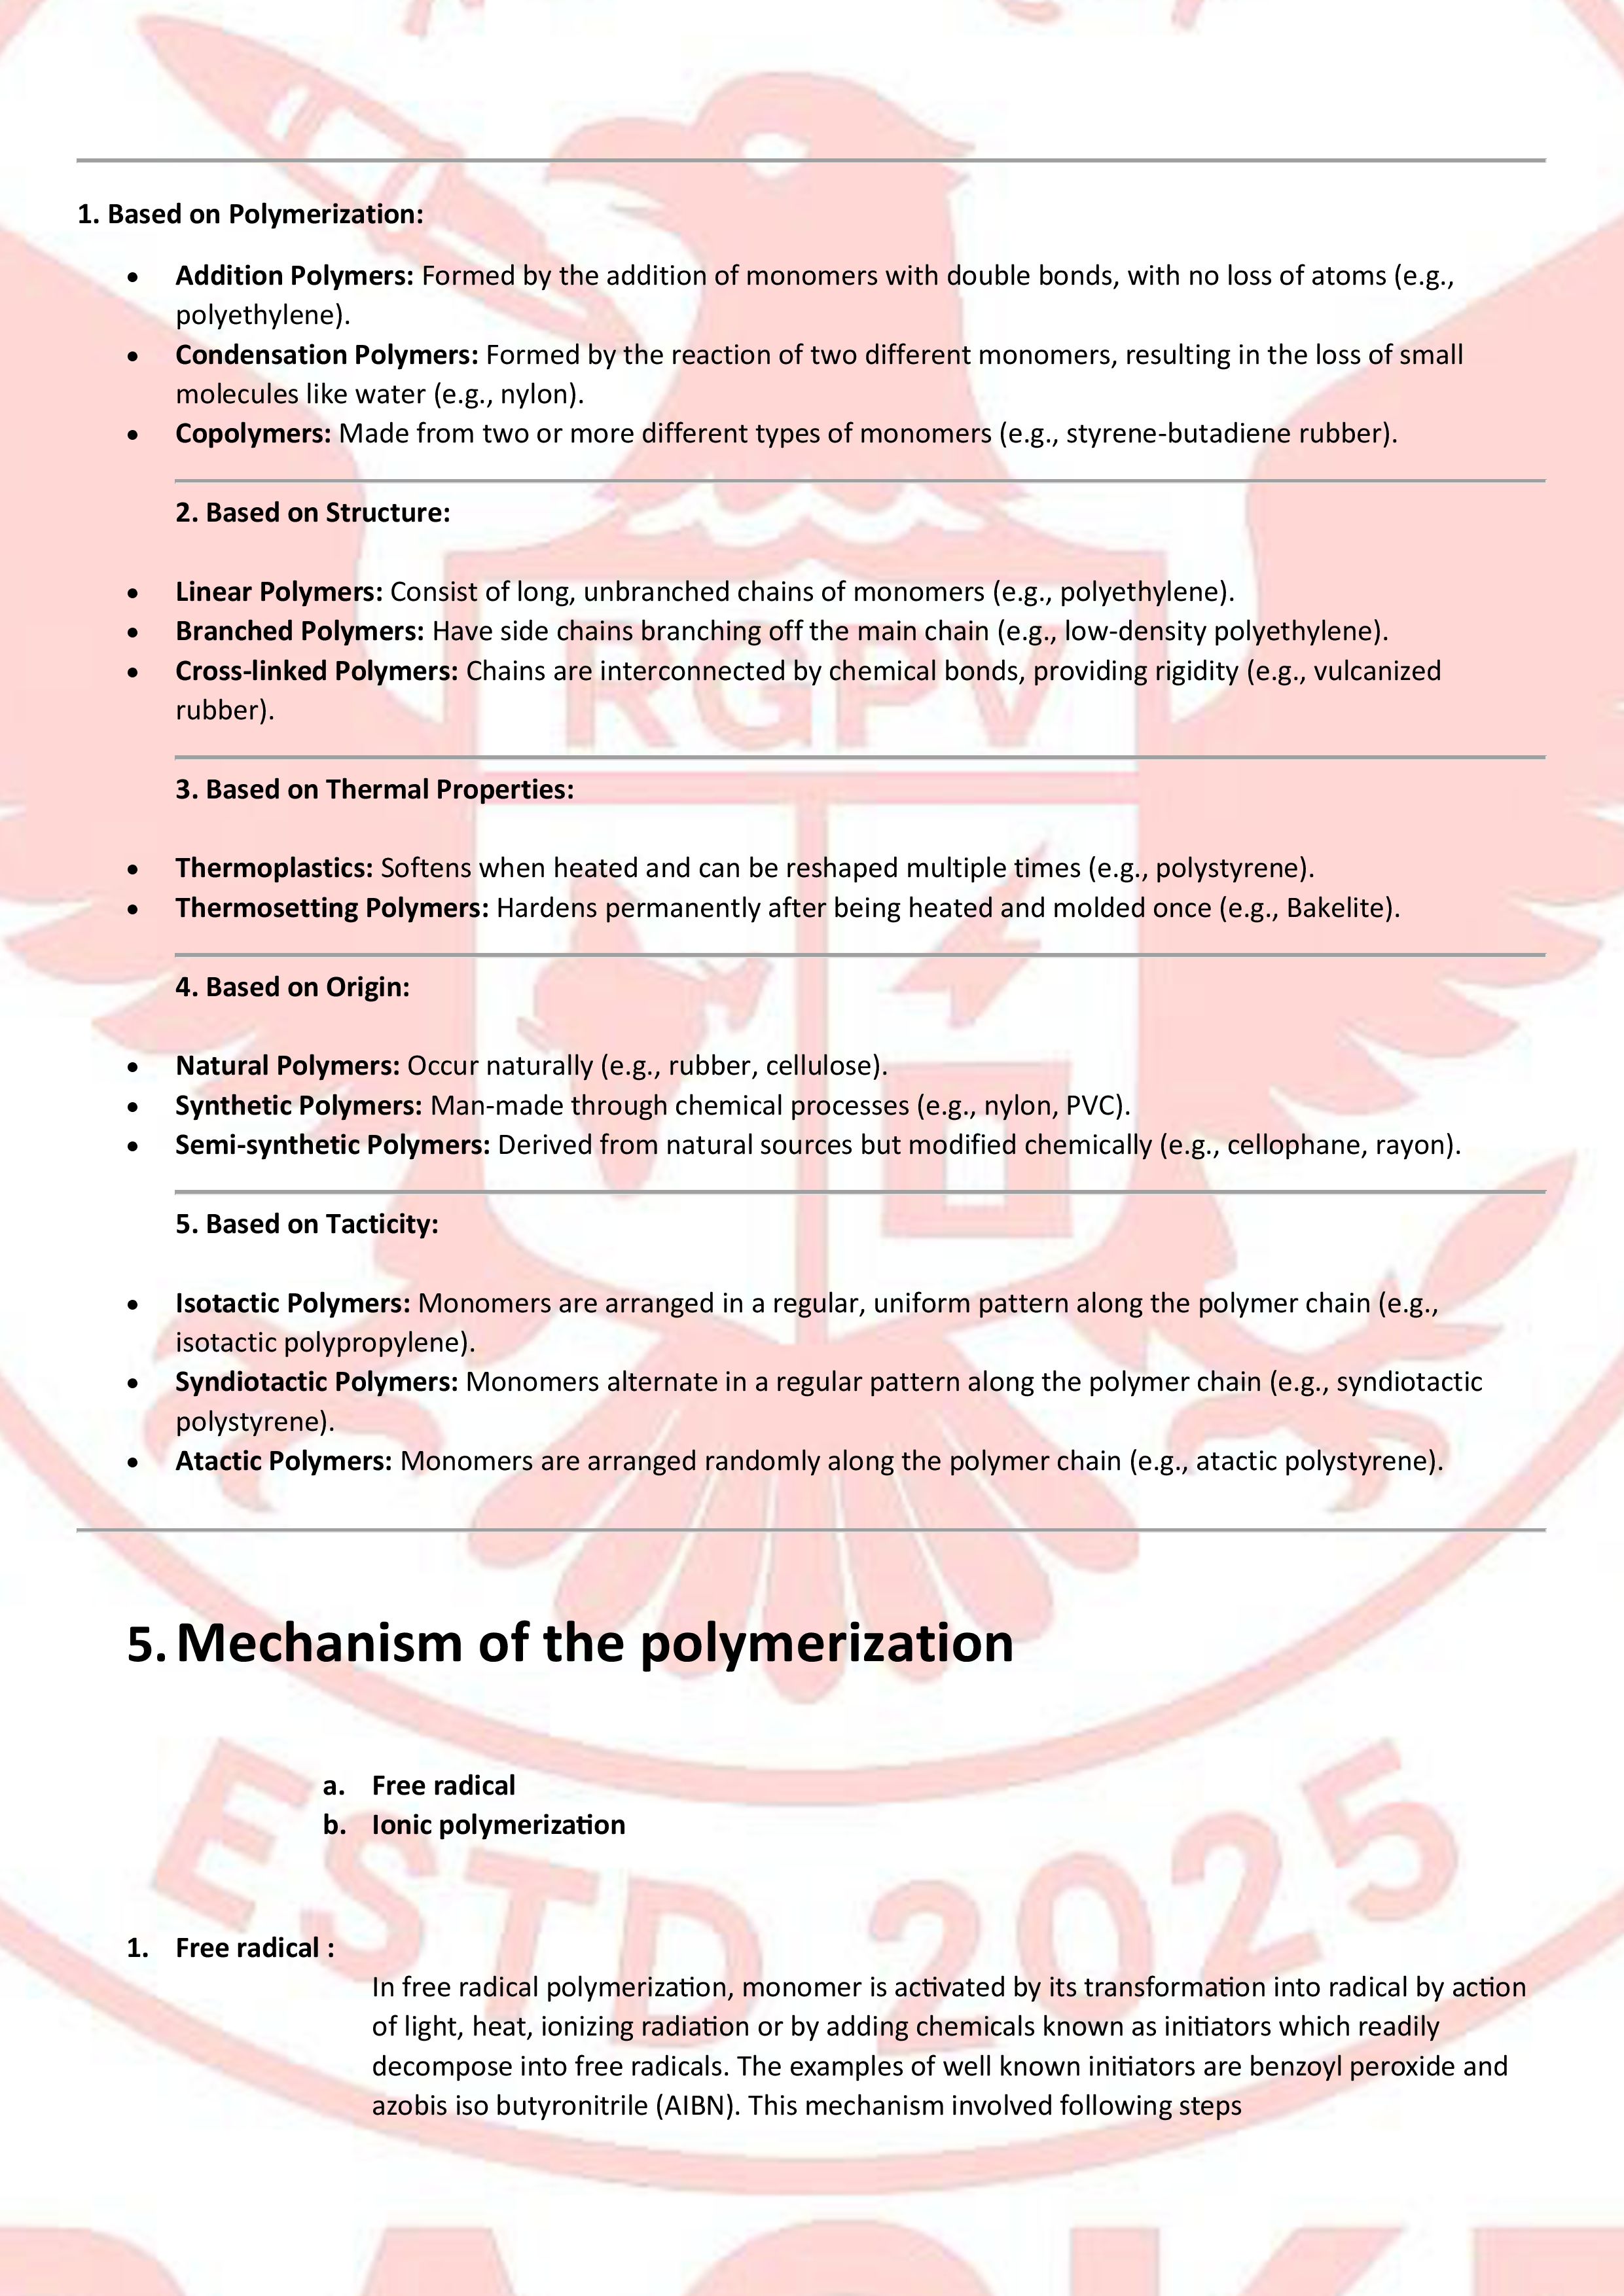 1. Based on Polymerization:
• Addition Polymers: Formed by the addition of monomers with double bonds, with no loss of atoms (e.g.,
polyethylene).
• Condensation Polymers: Formed by the reaction of two different monomers, resulting in the loss of small
molecules like water (e.g., nylon).
• Copolymers: Made from two or more different types of monomers (e.g., styrene-butadiene rubber).
2. Based on Structure:
• Linear Polymers: Consist of long, unbranched chains of monomers (e.g., polyethylene).
• Branched Polymers: Have side chains branching off the main chain (e.g., low-density polyethylene).
• Cross-linked Polymers: Chains are interconnected by chemical bonds, providing rigidity (e.g., vulcanized
rubber).
RGPV
3. Based on Thermal Properties:
• Thermoplastics: Softens when heated and can be reshaped multiple times (e.g., polystyrene).
• Thermosetting Polymers: Hardens permanently after being heated and molded once (e.g., Bakelite).
4. Based on Origin:
• Natural Polymers: Occur naturally (e.g., rubber, cellulose).
• Synthetic Polymers: Man-made through chemical processes (e.g., nylon, PVC).
• Semi-synthetic Polymers: Derived from natural sources but modified chemically (e.g., cellophane, rayon).
5. Based on Tacticity:
• Isotactic Polymers: Monomers are arranged in a regular, uniform pattern along the polymer chain (e.g.,
isotactic polypropylene).
• Syndiotactic Polymers: Monomers alternate in a regular pattern along the polymer chain (e.g., syndiotactic
polystyrene).
• Atactic Polymers: Monomers are arranged randomly along the polymer chain (e.g., atactic polystyrene).
5. Mechanism of the polymerization
a. Free radical
b. Ionic polymerization
ESTD 2025
1. Free radical :
In free radical polymerization, monomer is activated by its transformation into radical by action
of light, heat, ionizing radiation or by adding chemicals known as initiators which readily
decompose into free radicals. The examples of well known initiators are benzoyl peroxide and
azobis iso butyronitrile (AIBN). This mechanism involved following steps